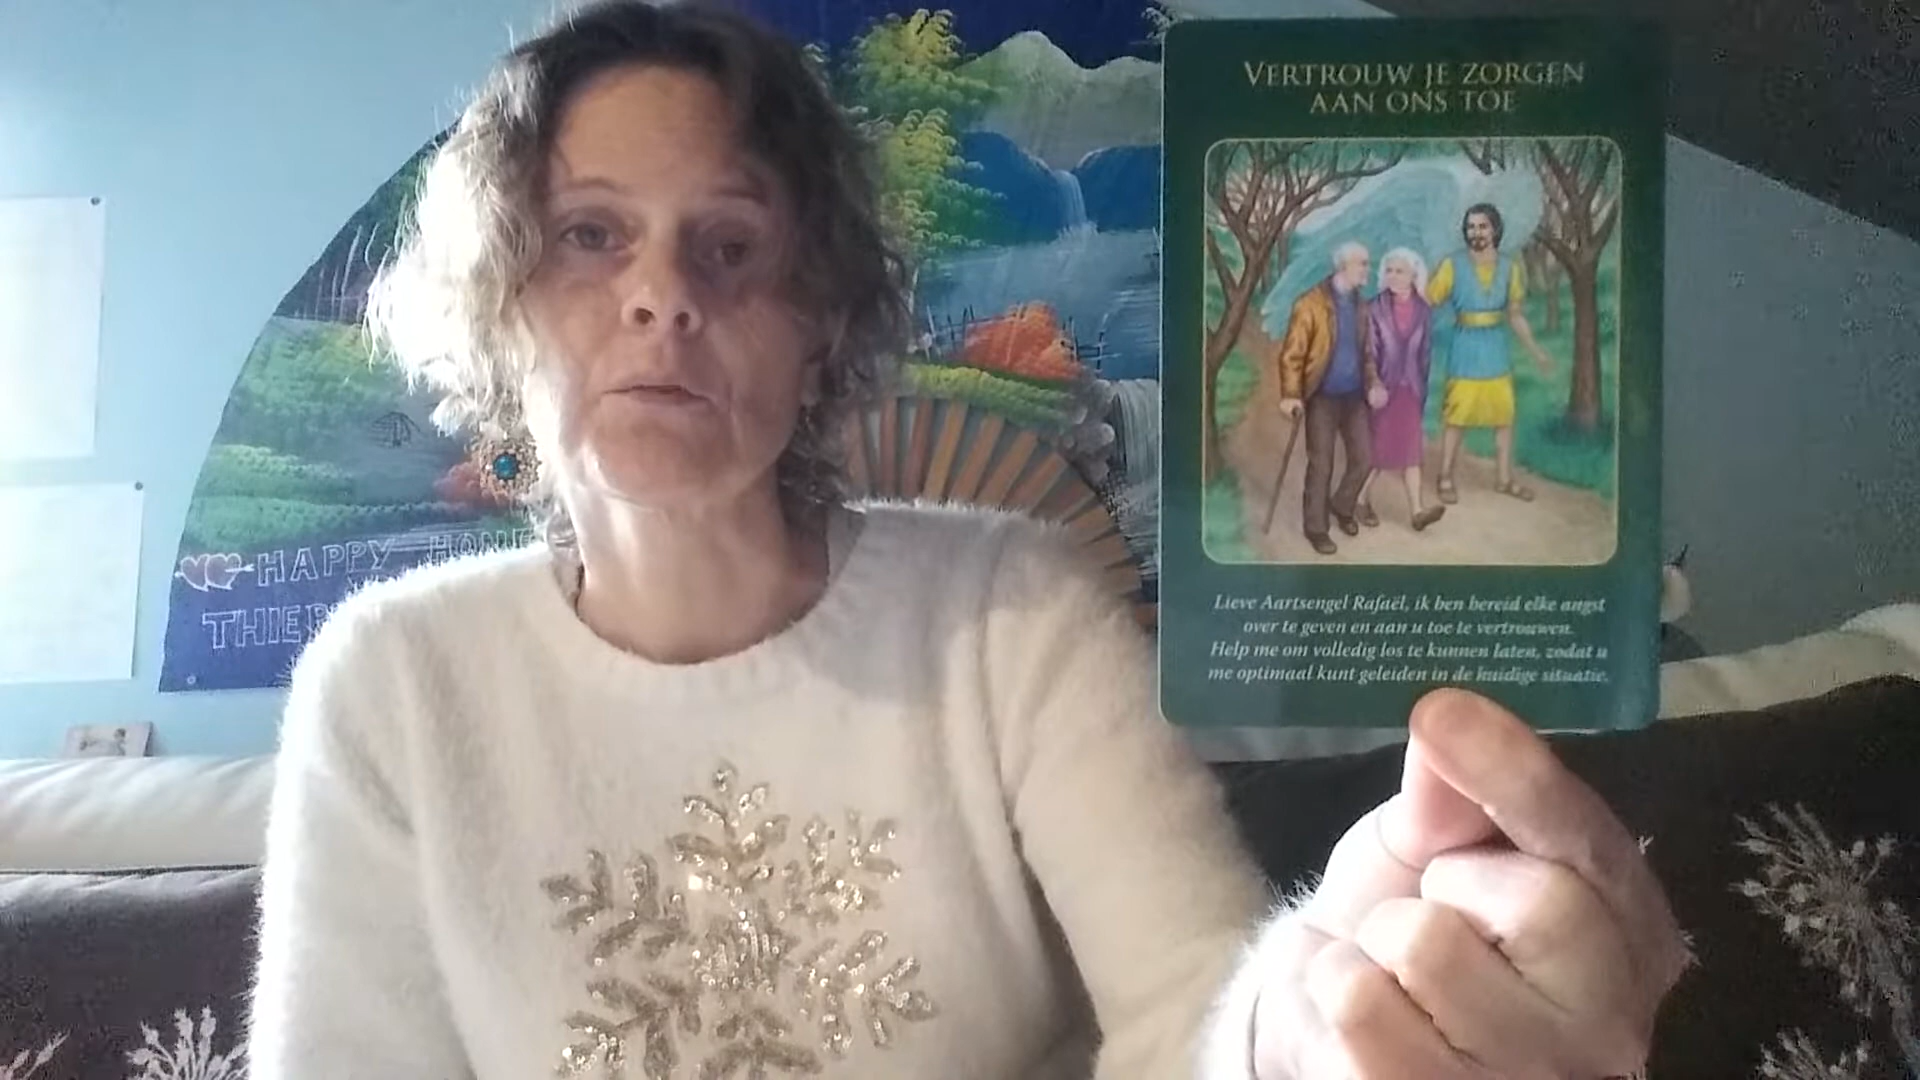 VERTROUW JE ZORGEN
AAN ONS TOE
Lieve Aartsengel Rafaël, ik ben bereid elke angst
over te geven en aan u toe te vertrouwen.
Help me om volledig los te kunnen laten, zodat u
me optimaal kunt geleiden in de huidige situatie.
HAPPY